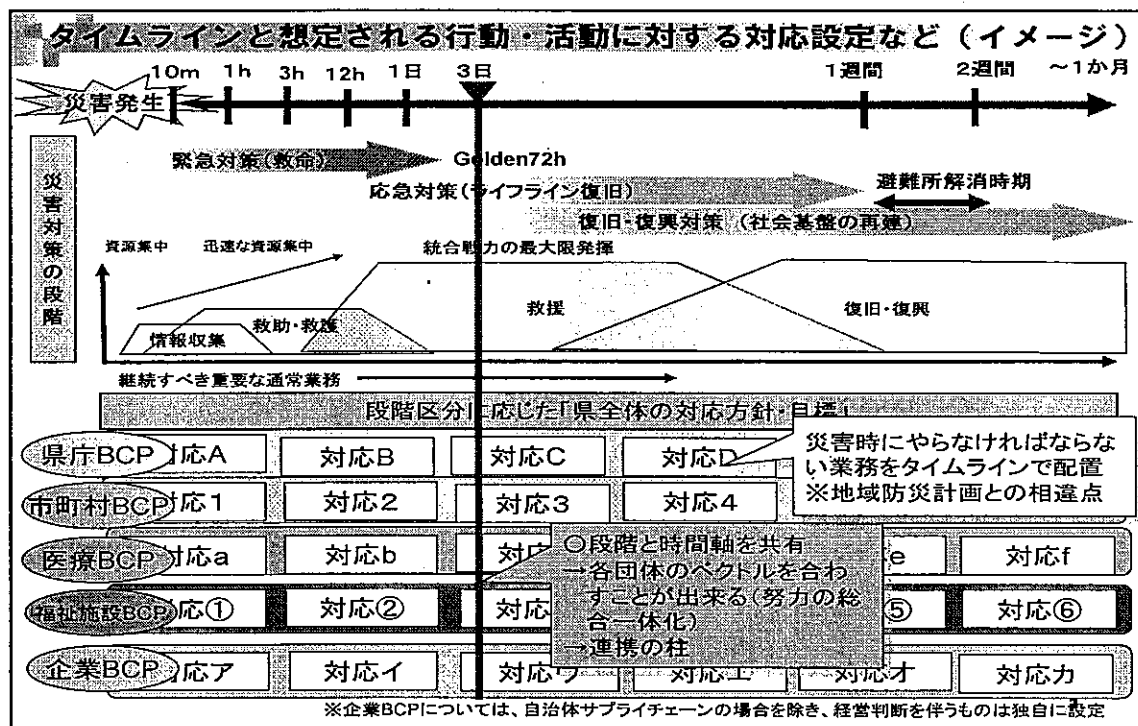 タイムラインと想定される行動・活動に対する対応設定など(イメージ)
災害発生
10m
1h
3h
12h
1日
3日
1週間
2週間
～1か月
災害対策の段階
緊急対策(救命)
Golden72h
応急対策(ライフライン復旧)
避難所解消時期
復旧・復興対策 (社会基盤の再建)
資源集中
迅速な資源集中
統合戦力の最大限発揮
情報収集
救助・救護
救援
復旧・復興
継続すべき重要な通常業務
段階区分に応じた「県全体の対応方針・目標」
県庁BCP
対応A
対応B
対応C
対応D
災害時にやらなければならな
い業務をタイムラインで配置
※地域防災計画との相違点
市町村BCP
対応1
対応2
対応3
対応4
医療BCP
対応a
対応b
対応
e
対応f
○段階と時間軸を共有
→各団体のベクトルを合わ
すことが出来る(努力の総
合一体化)
→連携の柱
福祉施設BCP
対応①
対応②
対応
⑤
対応⑥
企業BCP
対応ア
対応イ
対応ウ
対応エ
対応オ
対応カ
※企業BCPについては、自治体サプライチェーンの場合を除き、経営判断を伴うものは独自に設定